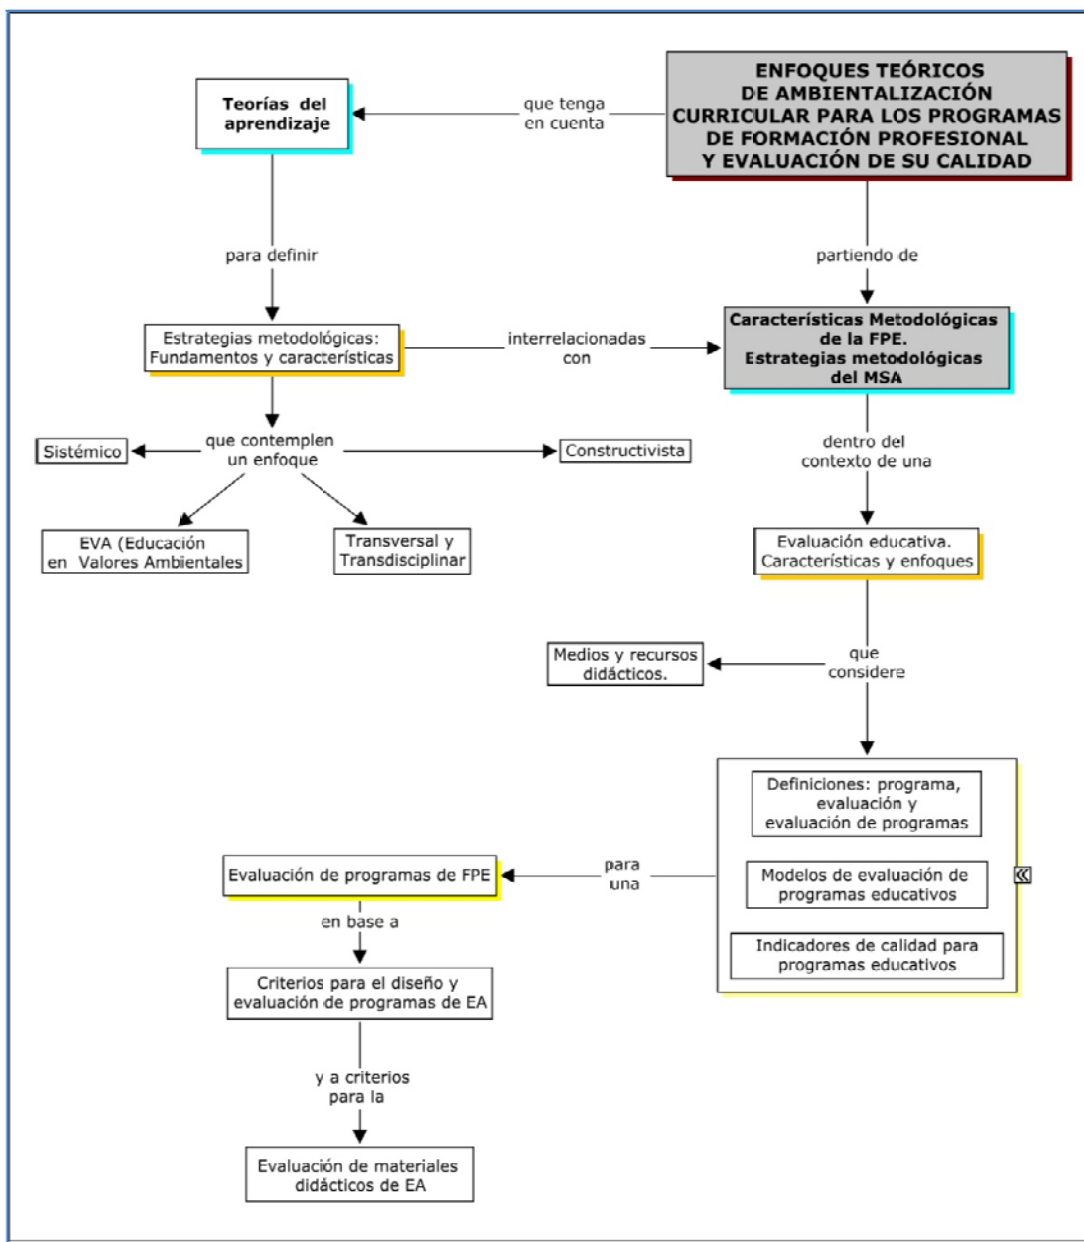 ENFOQUES TEÓRICOS
DE AMBIENTALIZACIÓN
CURRICULAR PARA LOS PROGRAMAS
DE FORMACIÓN PROFESIONAL
Y EVALUACIÓN DE SU CALIDAD
que tenga
en cuenta
Teorías del
aprendizaje
para definir
partiendo de
Estrategias metodológicas:
Fundamentos y características
interrelacionadas
con
Características Metodológicas
de la FPE.
Estrategias metodológicas
del MSA
que contemplen
un enfoque
Sistémico
Constructivista
EVA (Educación
en Valores Ambientales
Transversal y
Transdisciplinar
dentro del
contexto de una
Evaluación educativa.
Características y enfoques
que
considere
Medios y recursos
didácticos.
Definiciones: programa,
evaluación y
evaluación de programas
Modelos de evaluación de
programas educativos
Indicadores de calidad para
programas educativos
para
una
Evaluación de programas de FPE
en base a
Criterios para el diseño y
evaluación de programas de EA
y a criterios
para la
Evaluación de materiales
didácticos de EA